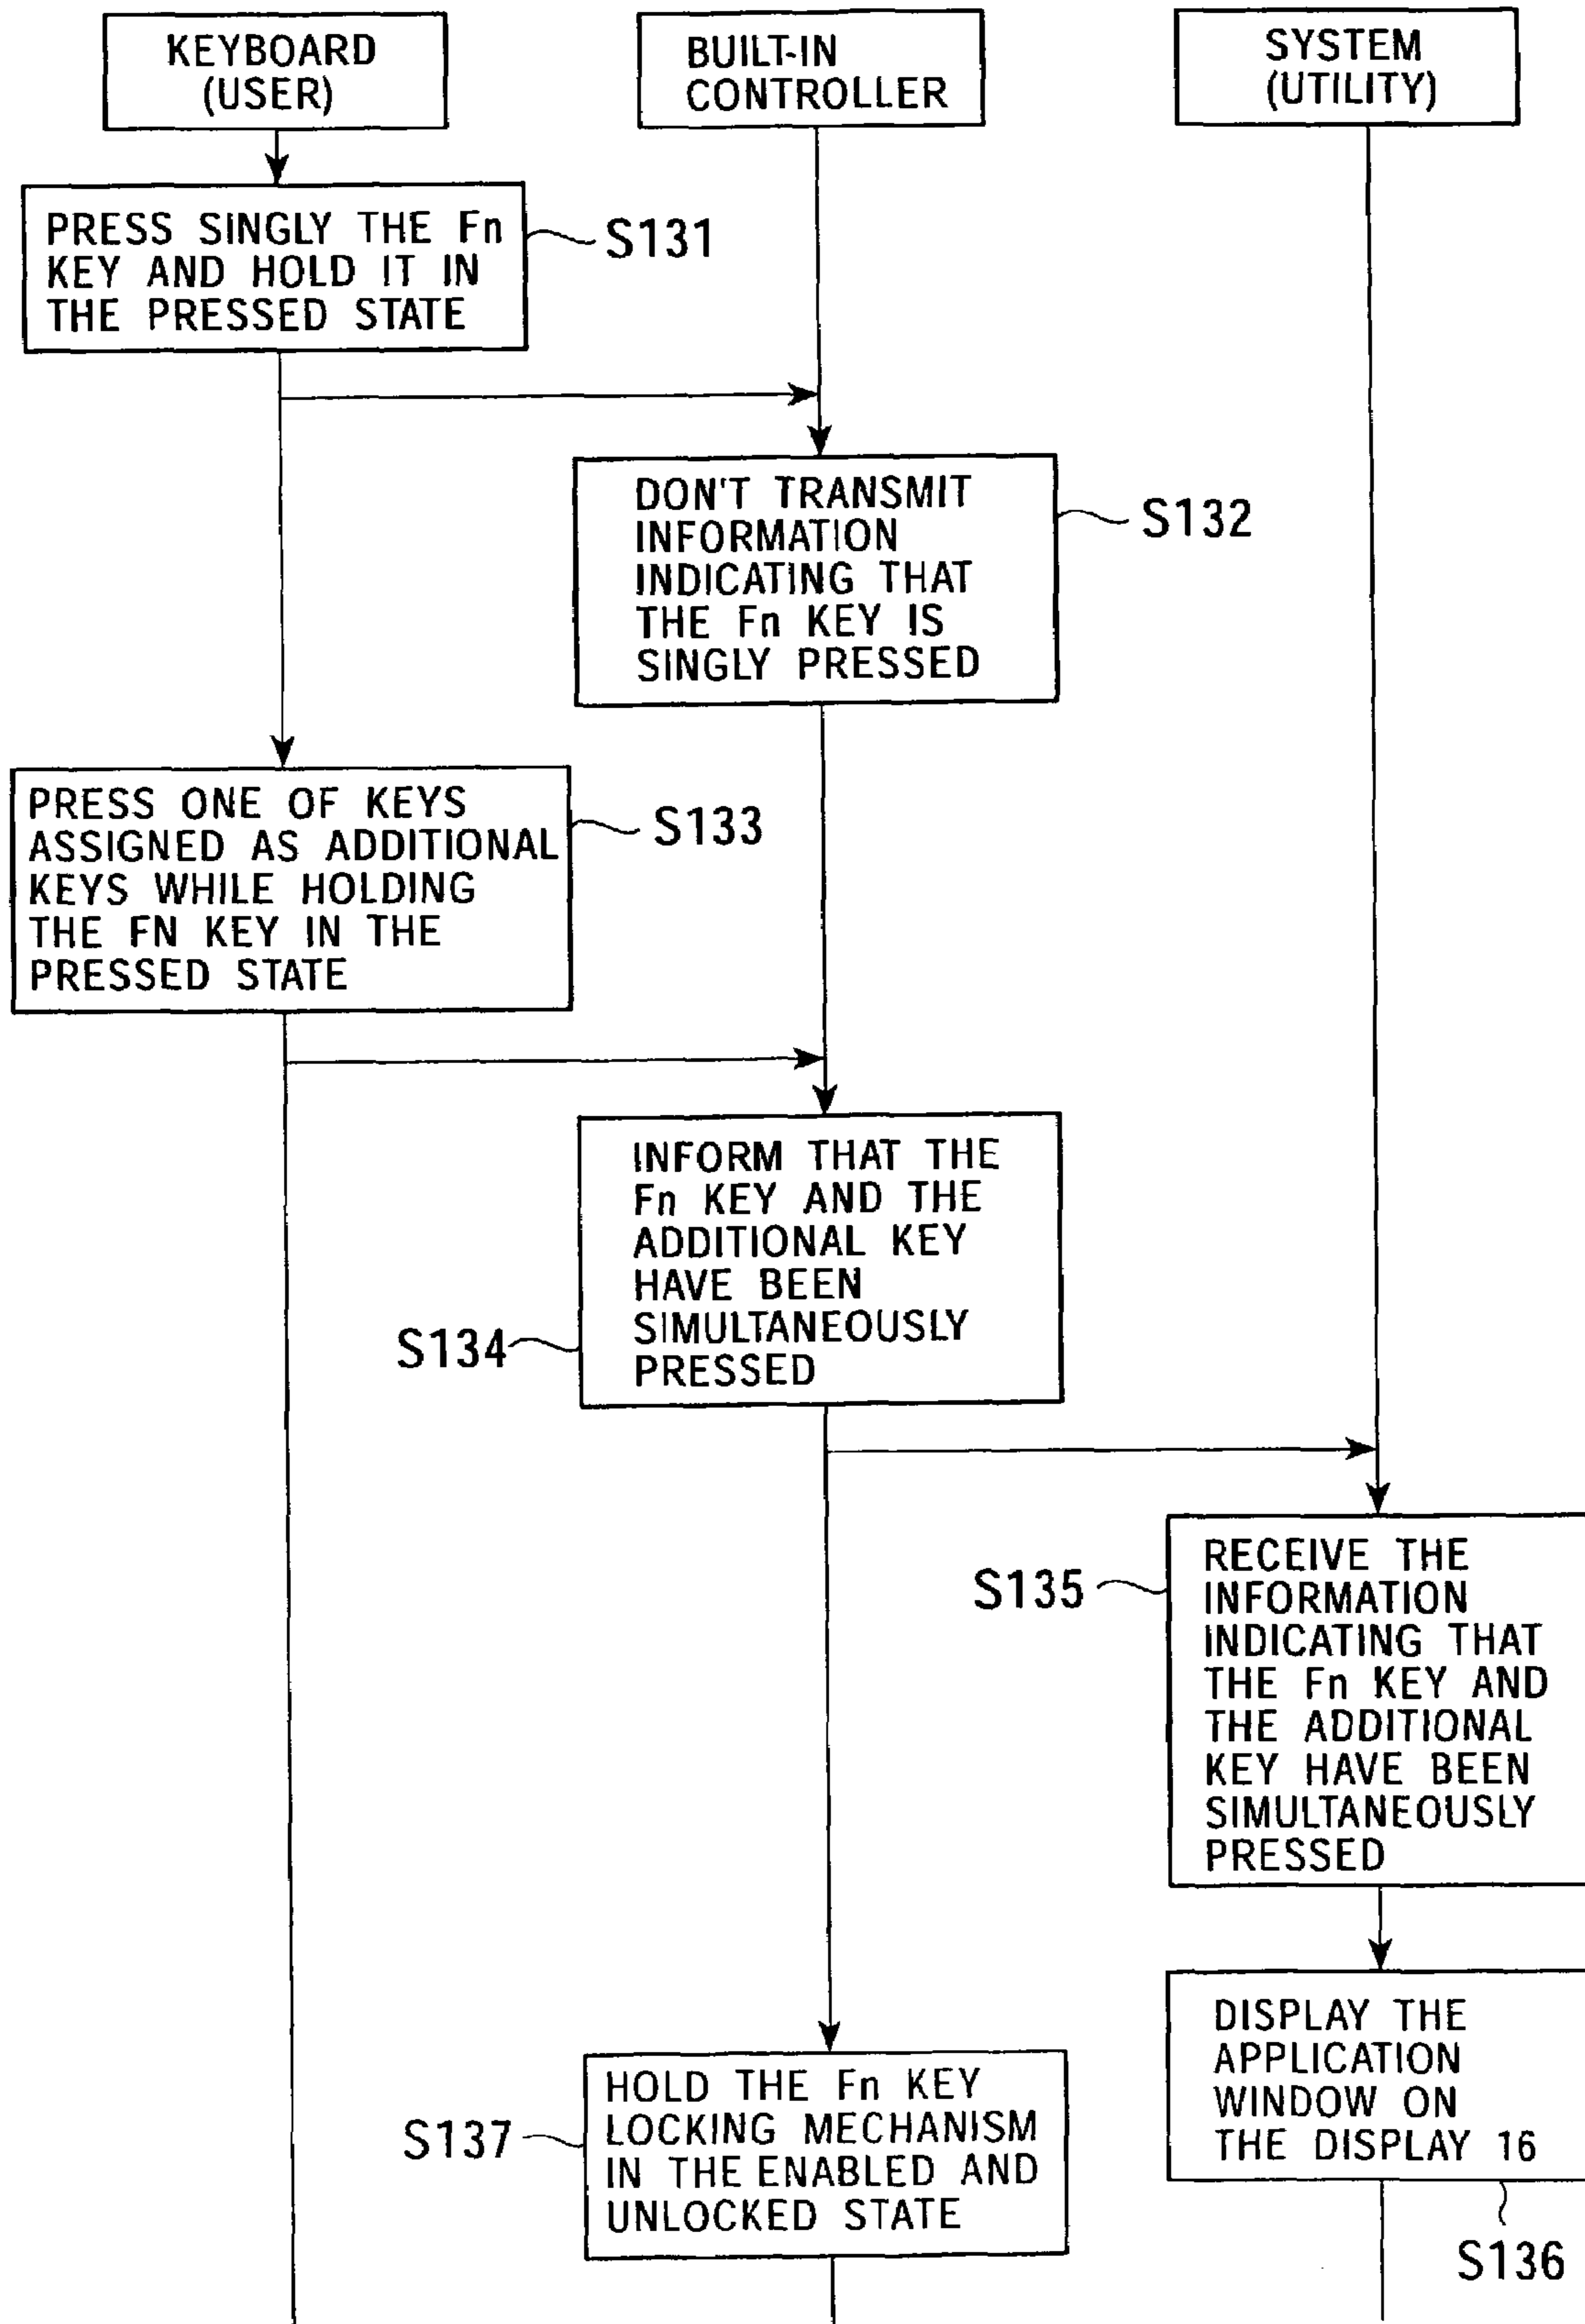 KEYBOARD
(USER)
BUILT-IN
CONTROLLER
SYSTEM
(UTILITY)
PRESS SINGLY THE Fn
KEY AND HOLD IT IN
THE PRESSED STATE
S131
DON'T TRANSMIT
INFORMATION
INDICATING THAT
THE Fn KEY IS
SINGLY PRESSED
S132
PRESS ONE OF KEYS
ASSIGNED AS ADDITIONAL
KEYS WHILE HOLDING
THE FN KEY IN THE
PRESSED STATE
S133
INFORM THAT THE
Fn KEY AND THE
ADDITIONAL KEY
HAVE BEEN
SIMULTANEOUSLY
PRESSED
S134
RECEIVE THE
INFORMATION
INDICATING THAT
THE Fn KEY AND
THE ADDITIONAL
KEY HAVE BEEN
SIMULTANEOUSLY
PRESSED
S135
DISPLAY THE
APPLICATION
WINDOW ON
THE DISPLAY 16
S136
HOLD THE Fn KEY
LOCKING MECHANISM
IN THE ENABLED AND
UNLOCKED STATE
S137